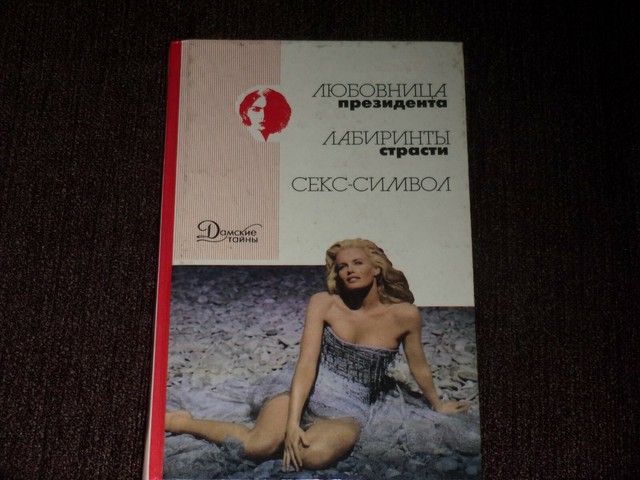 ЛЮБОВНИЦА
президента
ЛАБИРИНТЫ
страсти
СЕКС-СИМВОЛ
Дамские
тайны